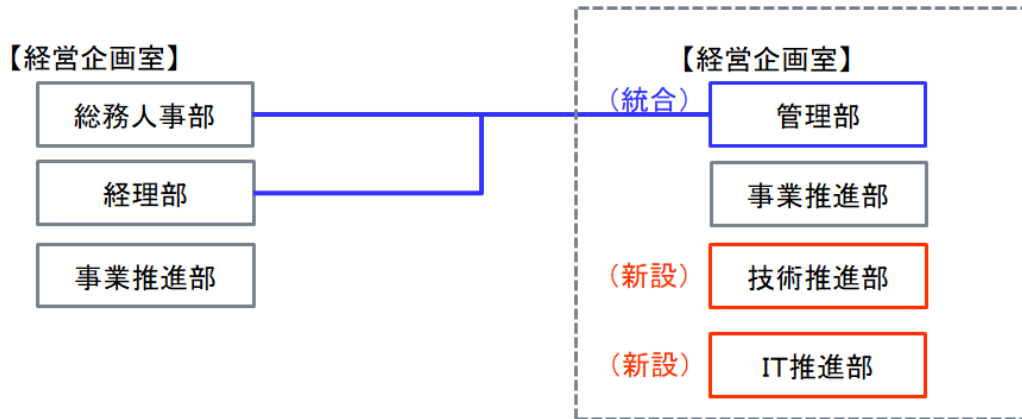 【経営企画室】
総務人事部
経理部
事業推進部
【経営企画室】
（統合）
管理部
事業推進部
（新設）
技術推進部
（新設）
IT推進部